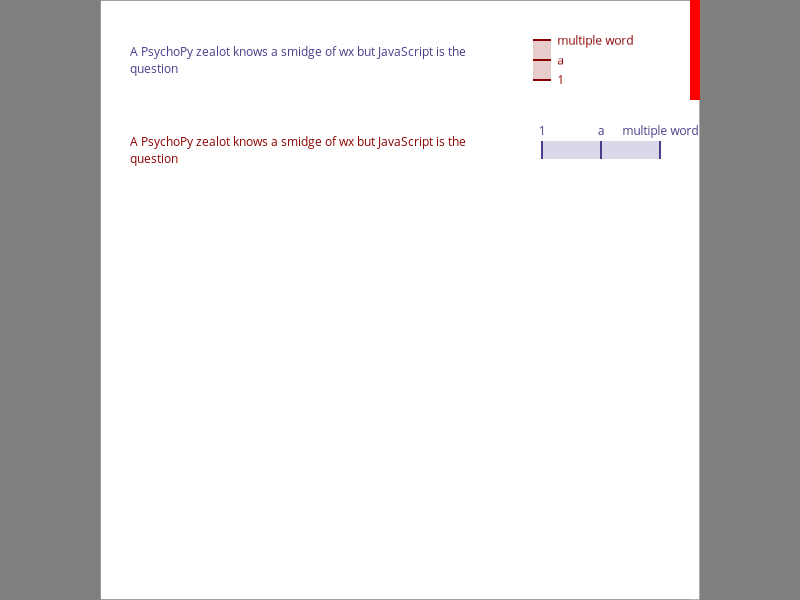 A PsychoPy zealot knows a smidge of wx but JavaScript is the
question
multiple word
a
1
A PsychoPy zealot knows a smidge of wx but JavaScript is the
question
1 a multiple word